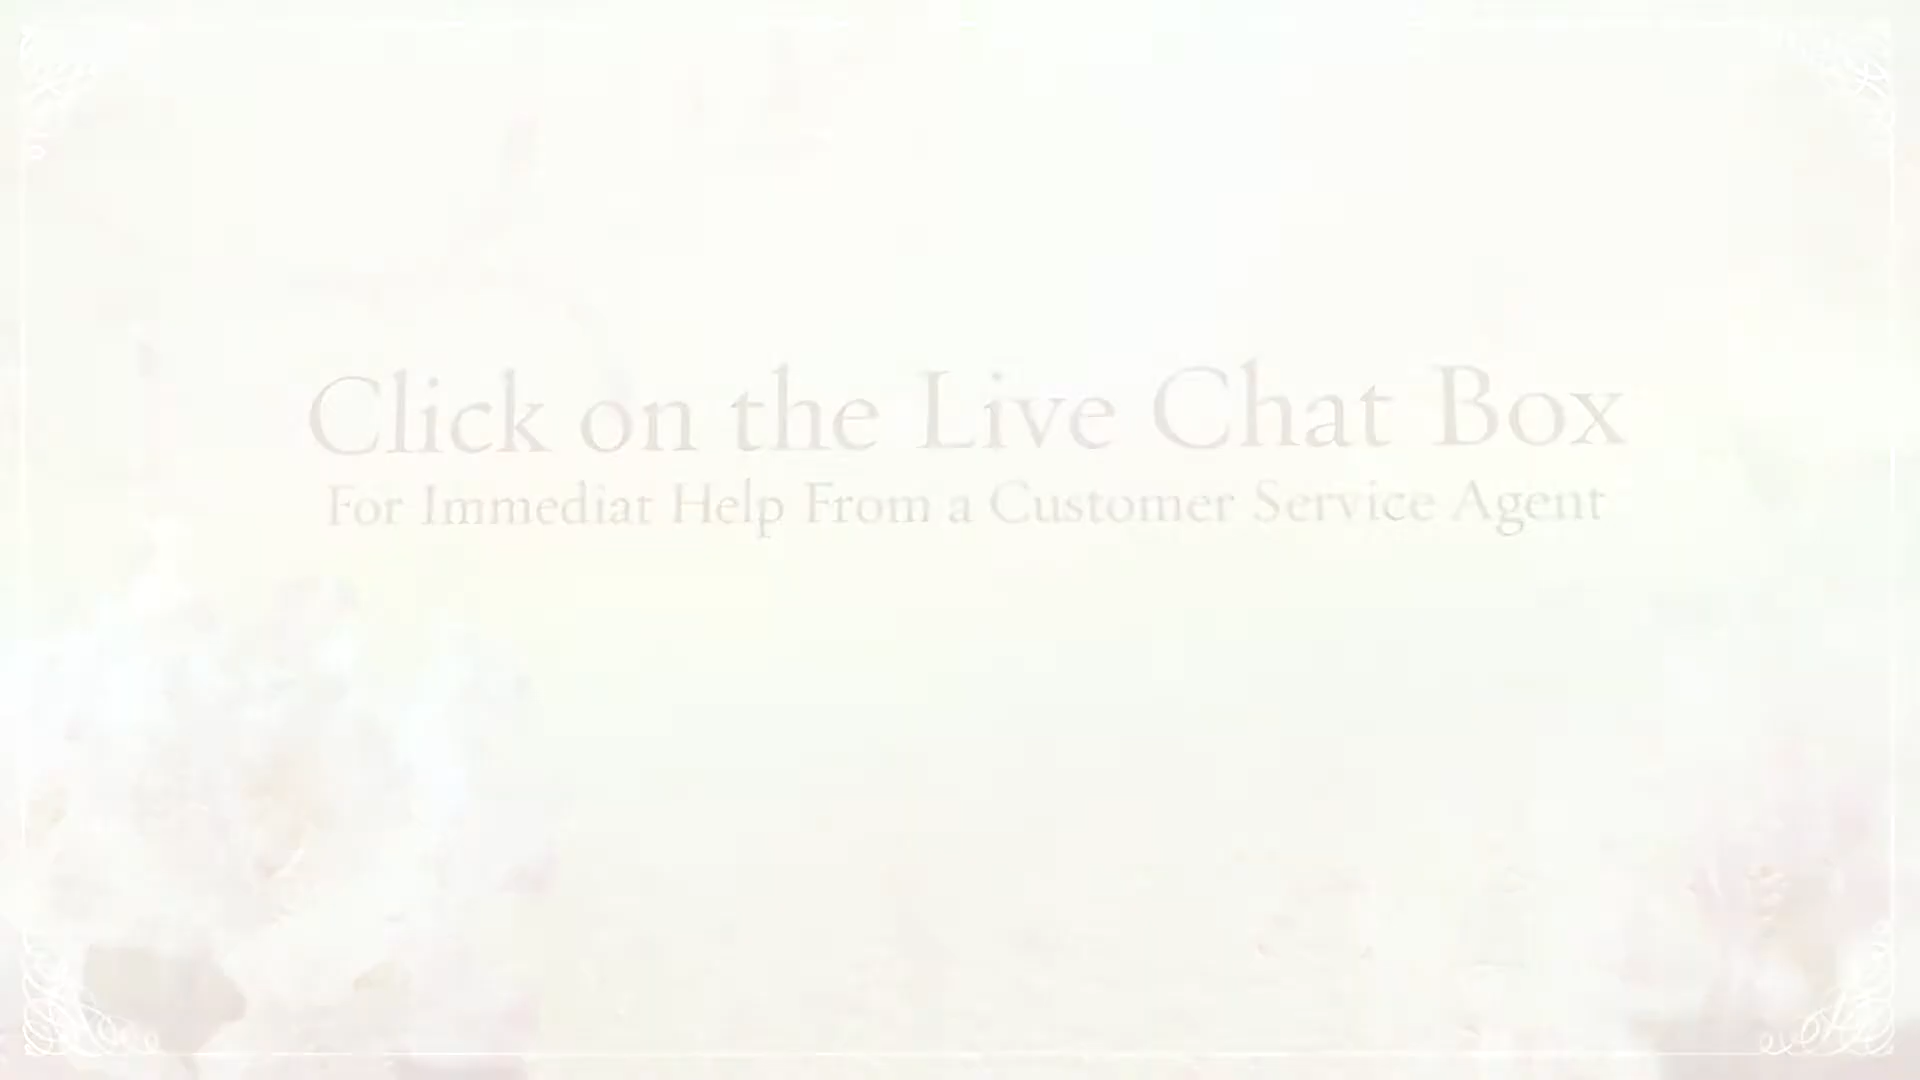 Click on the Live Chat Box
For Immediat Help From a Customer Service Agent